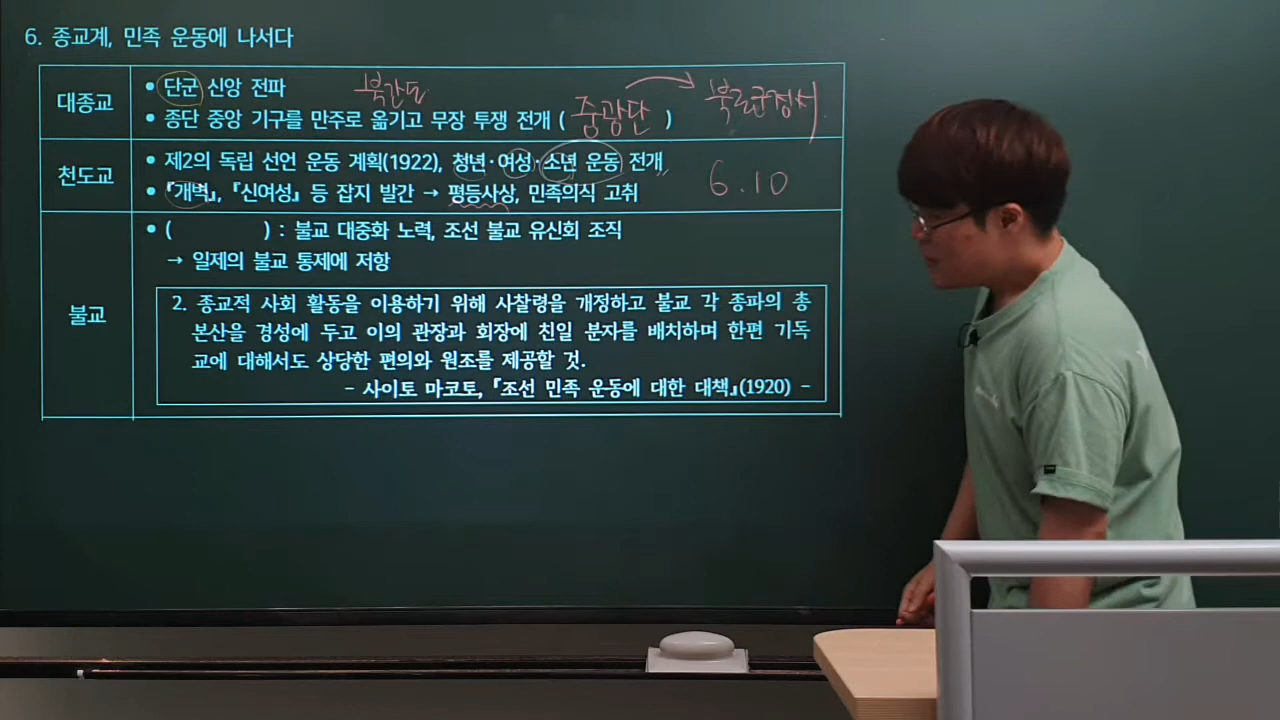 6. 종교계, 민족 운동에 나서다
대종교
• 단군 신앙 전파
북간도
• 종단 중앙 기구를 만주로 옮기고 무장 투쟁 전개 ( 중광단 )
북로군정서
천도교
• 제2의 독립 선언 운동 계획(1922), 청년·여성·소년 운동 전개
• 『개벽』, 『신여성』 등 잡지 발간 → 평등사상, 민족의식 고취
6.10
불교
• ( ) : 불교 대중화 노력, 조선 불교 유신회 조직
→ 일제의 불교 통제에 저항
2. 종교적 사회 활동을 이용하기 위해 사찰령을 개정하고 불교 각 종파의 총
본산을 경성에 두고 이의 관장과 회장에 친일 분자를 배치하며 한편 기독
교에 대해서도 상당한 편의와 원조를 제공할 것.
- 사이토 마코토, 『조선 민족 운동에 대한 대책』(1920) -